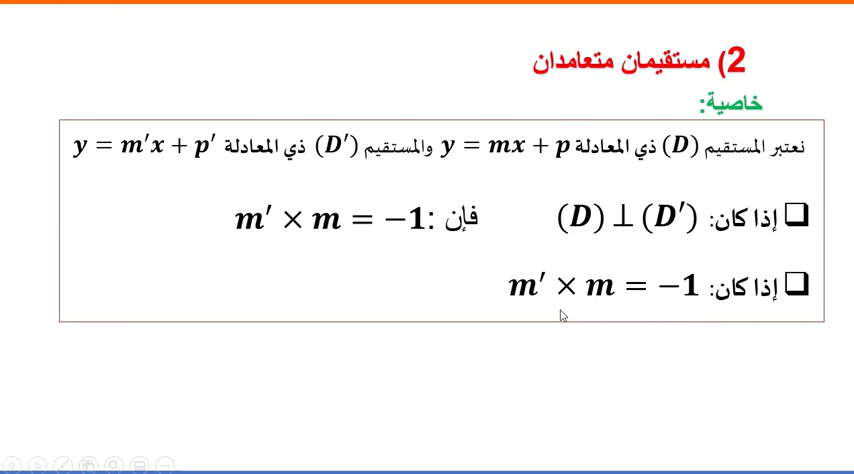 2) مستقيمان متعامدان
خاصية:
نعتبر المستقيم (D) ذي المعادلة y = mx + p والمستقيم (D′) ذي المعادلة y = m′x + p′
❑ إذا كان: (D) ⊥ (D′) فإن: m′ × m = −1
❑ إذا كان: m′ × m = −1